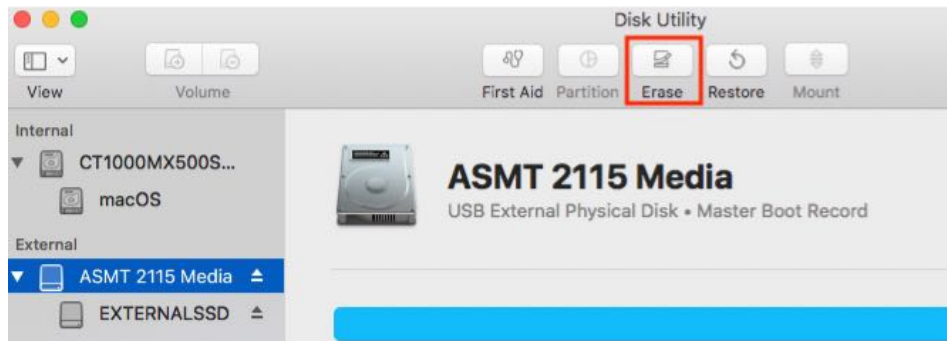 Disk Utility
View
Volume
First Aid
Partition
Erase
Restore
Mount
Internal
CT1000MX500S...
macOS
External
ASMT 2115 Media
EXTERNALSSD
ASMT 2115 Media
USB External Physical Disk • Master Boot Record